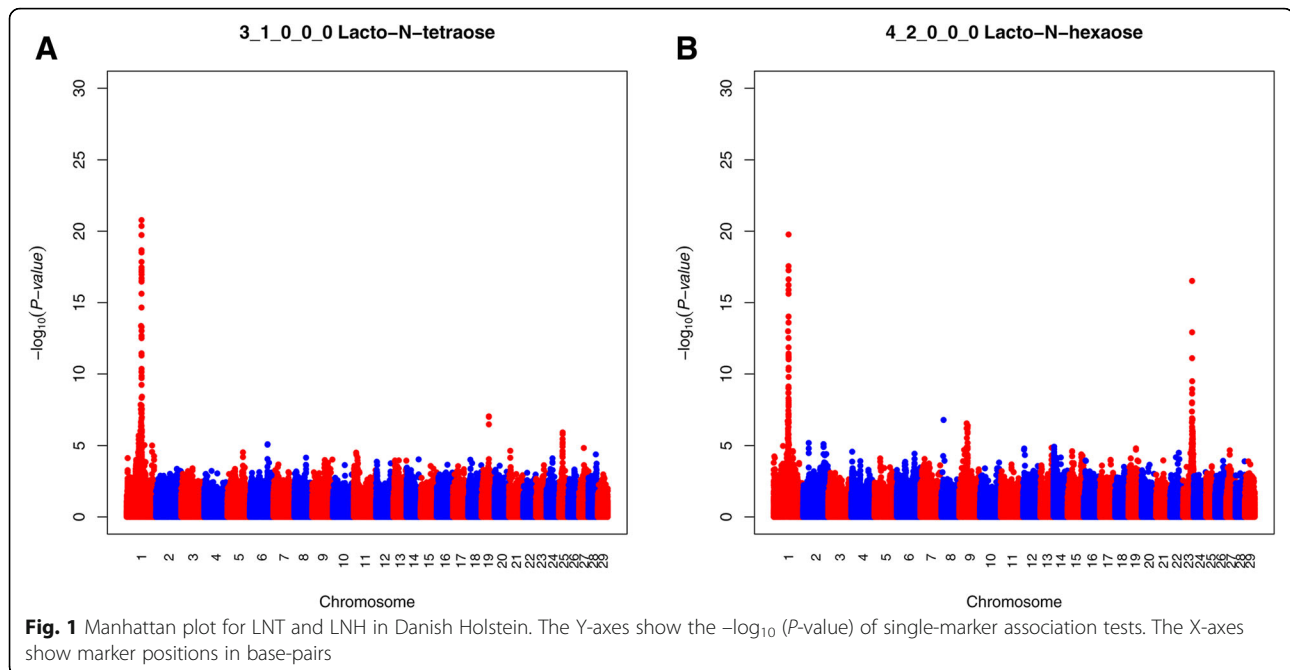 A
3_1_0_0_0 Lacto−N−tetraose
30
25
20
15
10
5
0
−log10(P−value)
1 2 3 4 5 6 7 8 9 10 11 12 13 14 15 16 17 18 19 20 21 22 23 24 25 26 27 28 29
Chromosome
B
4_2_0_0_0 Lacto−N−hexaose
30
25
20
15
10
5
0
−log10(P−value)
1 2 3 4 5 6 7 8 9 10 11 12 13 14 15 16 17 18 19 20 21 22 23 24 25 26 27 28 29
Chromosome
Fig. 1 Manhattan plot for LNT and LNH in Danish Holstein. The Y-axes show the –log10 (P-value) of single-marker association tests. The X-axes
show marker positions in base-pairs